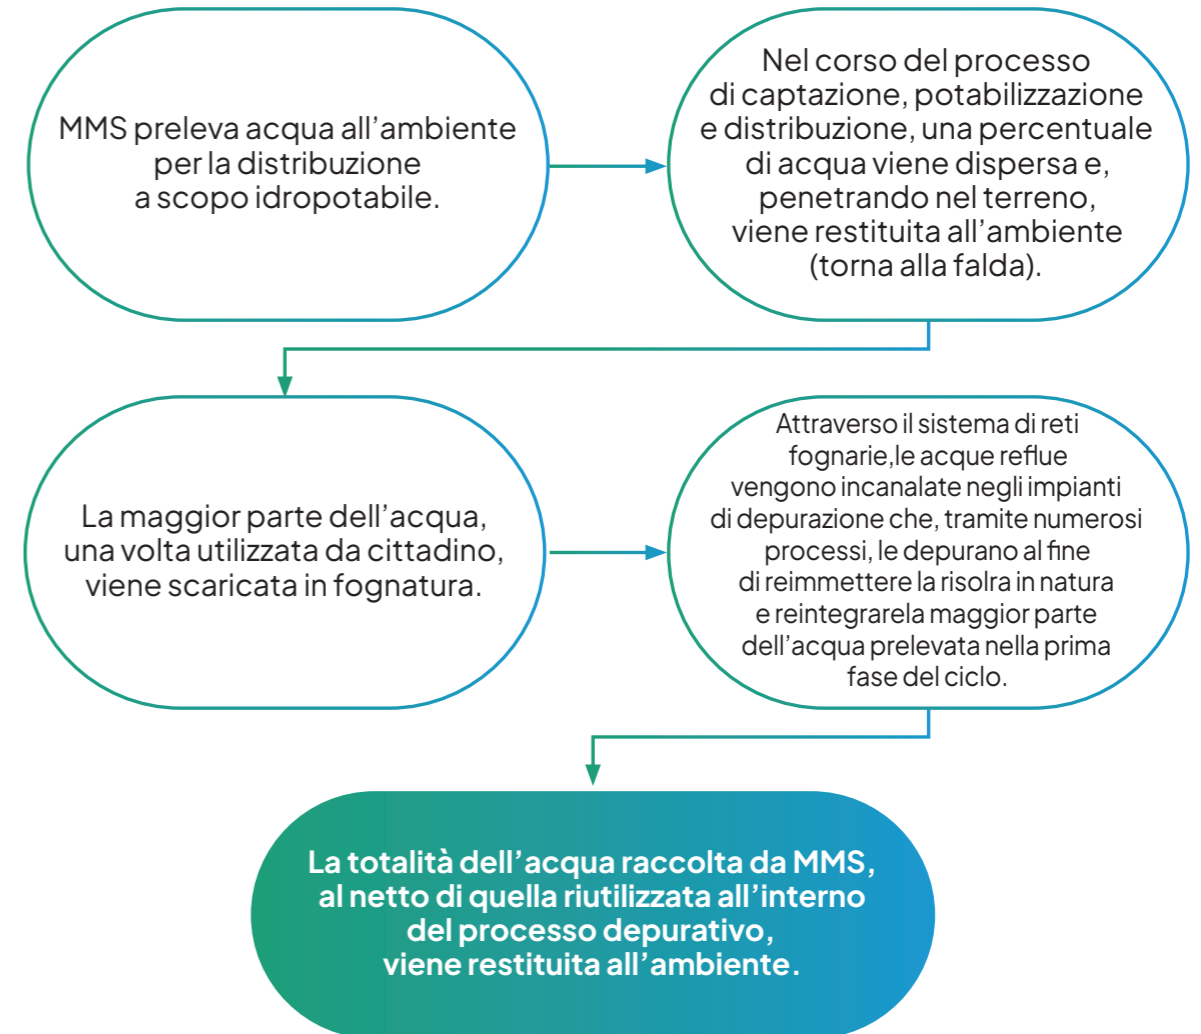 MMS preleva acqua all’ambiente
per la distribuzione
a scopo idropotabile.
Nel corso del processo
di captazione, potabilizzazione
e distribuzione, una percentuale
di acqua viene dispersa e,
penetrando nel terreno,
viene restituita all’ambiente
(torna alla falda).
La maggior parte dell’acqua,
una volta utilizzata da cittadino,
viene scaricata in fognatura.
Attraverso il sistema di reti
fognarie,le acque reflue
vengono incanalate negli impianti
di depurazione che, tramite numerosi
processi, le depurano al fine
di reimmettere la risolra in natura
e reintegrarela maggior parte
dell’acqua prelevata nella prima
fase del ciclo.
La totalità dell’acqua raccolta da MMS,
al netto di quella riutilizzata all’interno
del processo depurativo,
viene restituita all’ambiente.